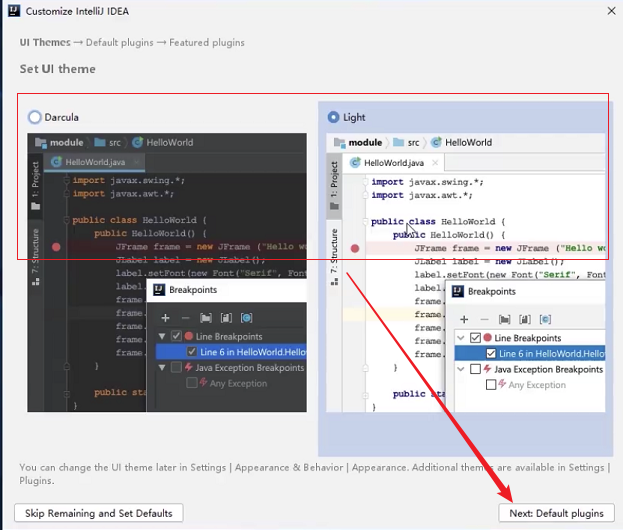 Customize IntelliJ IDEA
UI Themes → Default plugins → Featured plugins
Set UI theme
Darcula
module src HelloWorld
HelloWorld.java
1: Project
7: Structure
import javax.swing.*;
import java.awt.*;
public class HelloWorld {
public HelloWorld() {
JFrame frame = new JFrame ("Hello wo
JLabel label = new JLabel();
label.setFont(new Font("Serif", Font
label.
frame.
frame.
frame.
frame.
frame.
}
public sta
}
Breakpoints
Line Breakpoints
Line 6 in HelloWorld.Hello
Java Exception Breakpoints
Any Exception
Light
module src HelloWorld
HelloWorld.java
1: Project
7: Structure
import javax.swing.*;
import java.awt.*;
public class HelloWorld {
public HelloWorld() {
JFrame frame = new JFrame ("Hello wo
JLabel label = new JLabel();
label.setFont(new Font("Serif", Font
label.
frame.
frame.
frame.
frame.
frame.
}
public sta
}
Breakpoints
Line Breakpoints
Line 6 in HelloWorld.Hello
Java Exception Breakpoints
Any Exception
You can change the UI theme later in Settings | Appearance & Behavior | Appearance. Additional themes are available in Settings |
Plugins.
Skip Remaining and Set Defaults
Next: Default plugins